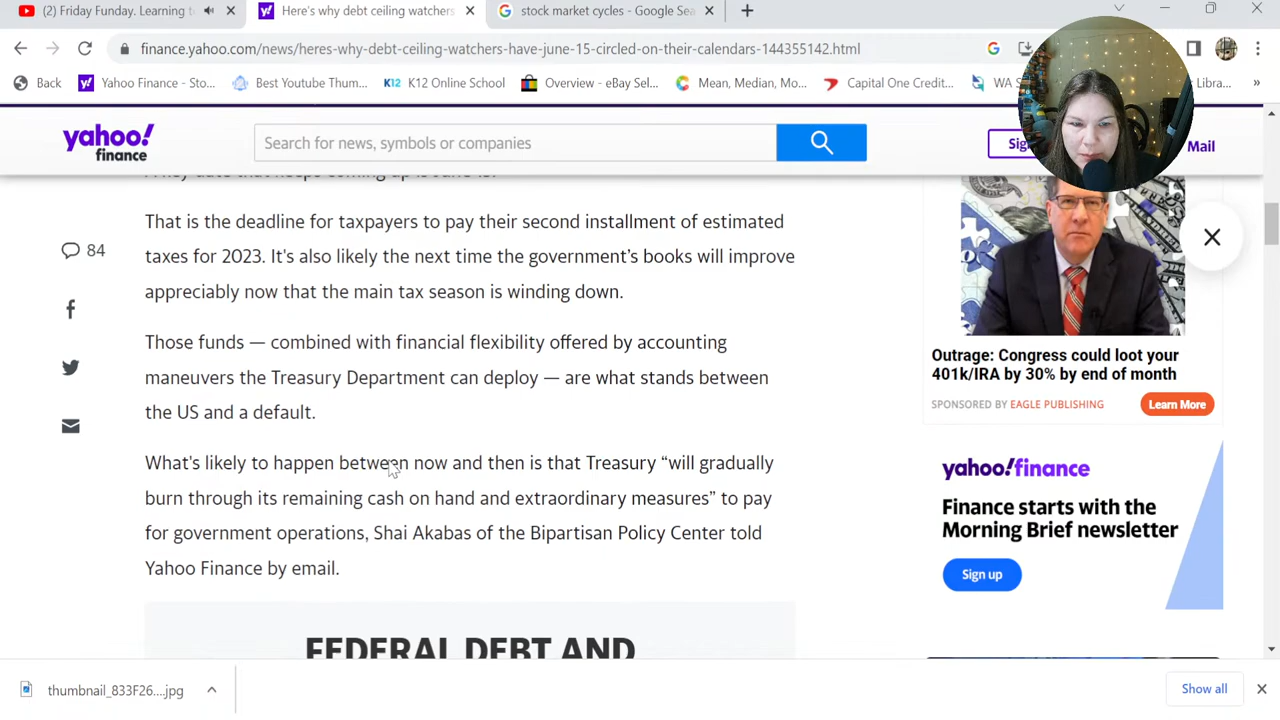 (2) Friday Funday. Learning t
Here's why debt ceiling watchers
stock market cycles - Google Sea
finance.yahoo.com/news/heres-why-debt-ceiling-watchers-have-june-15-circled-on-their-calendars-144355142.html
Back
Yahoo Finance - Sto...
Best Youtube Thum...
K12 K12 Online School
Overview - eBay Sel...
Mean, Median, Mo...
Capital One Credit...
WA S
Librar...
»
yahoo!
finance
Search for news, symbols or companies
Sig
Mail
That is the deadline for taxpayers to pay their second installment of estimated
taxes for 2023. It's also likely the next time the government's books will improve
appreciably now that the main tax season is winding down.
84
Those funds — combined with financial flexibility offered by accounting
maneuvers the Treasury Department can deploy — are what stands between
the US and a default.
What's likely to happen between now and then is that Treasury “will gradually
burn through its remaining cash on hand and extraordinary measures” to pay
for government operations, Shai Akabas of the Bipartisan Policy Center told
Yahoo Finance by email.
FEDERAL DEBT AND
Outrage: Congress could loot your
401k/IRA by 30% by end of month
SPONSORED BY EAGLE PUBLISHING
Learn More
yahoo!finance
Finance starts with the
Morning Brief newsletter
Sign up
thumbnail_833F26....jpg
Show all